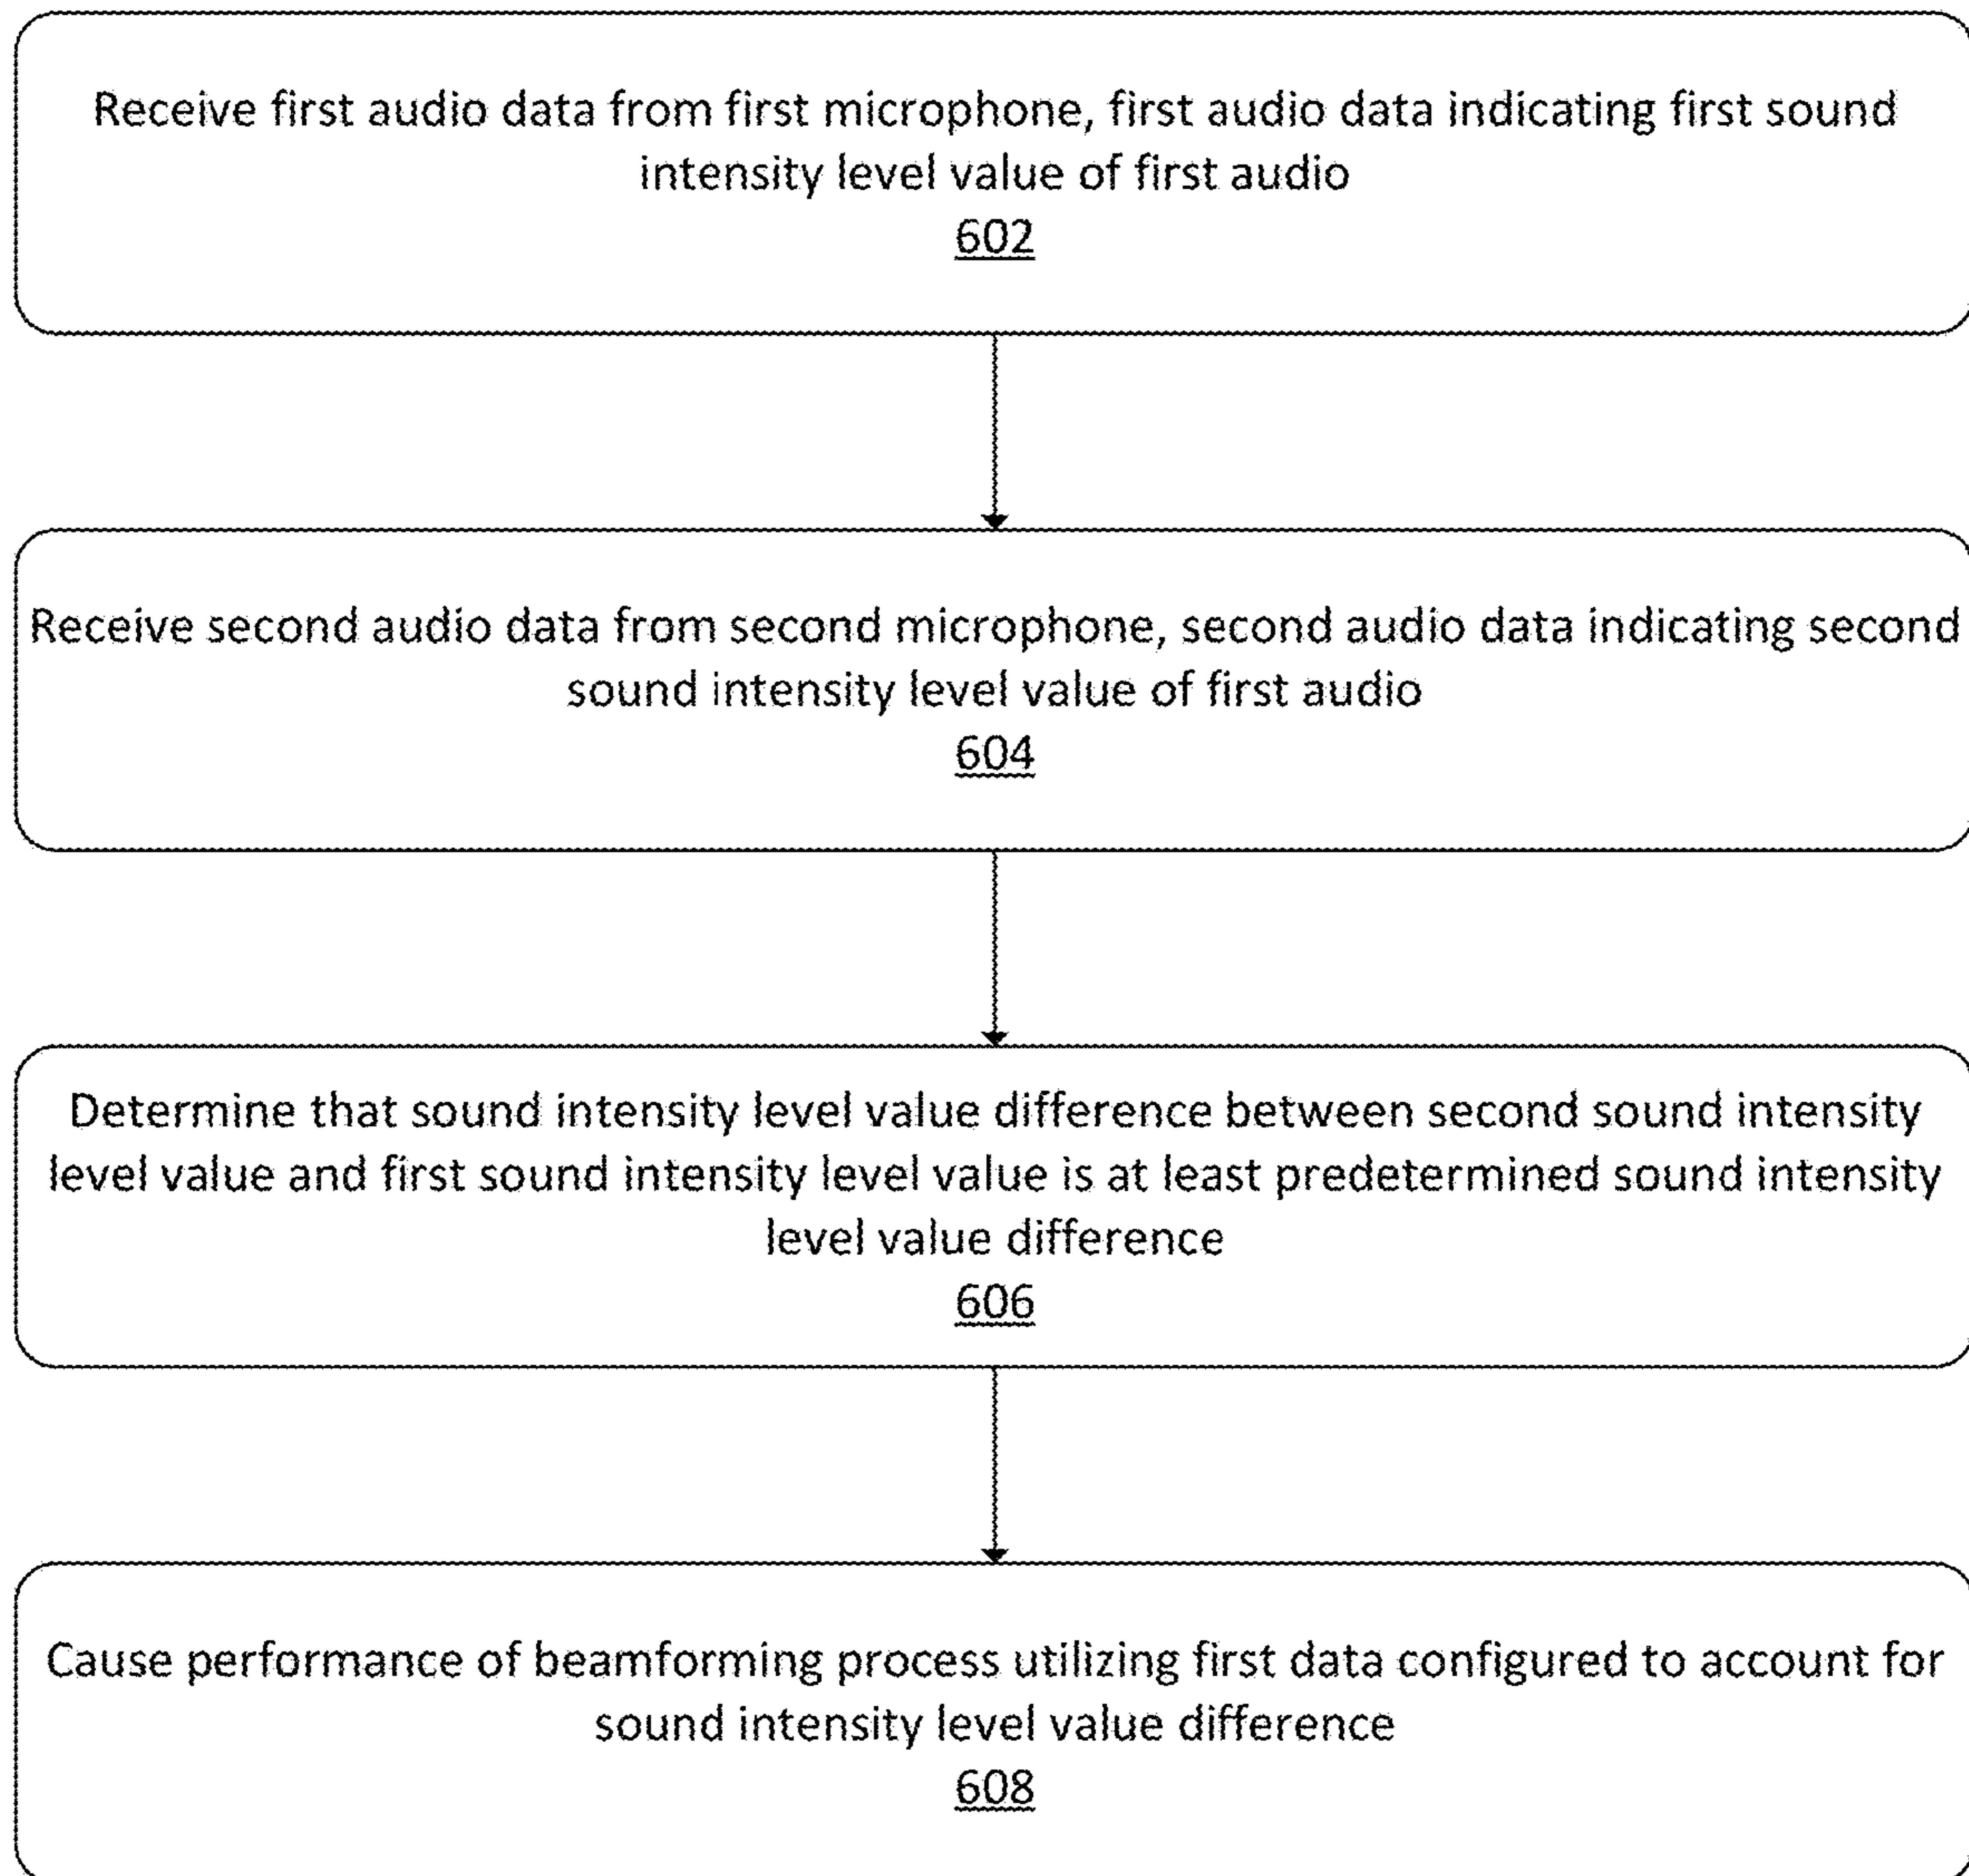 Receive first audio data from first microphone, first audio data indicating first sound
intensity level value of first audio
602
Receive second audio data from second microphone, second audio data indicating second
sound intensity level value of first audio
604
Determine that sound intensity level value difference between second sound intensity
level value and first sound intensity level value is at least predetermined sound intensity
level value difference
606
Cause performance of beamforming process utilizing first data configured to account for
sound intensity level value difference
608